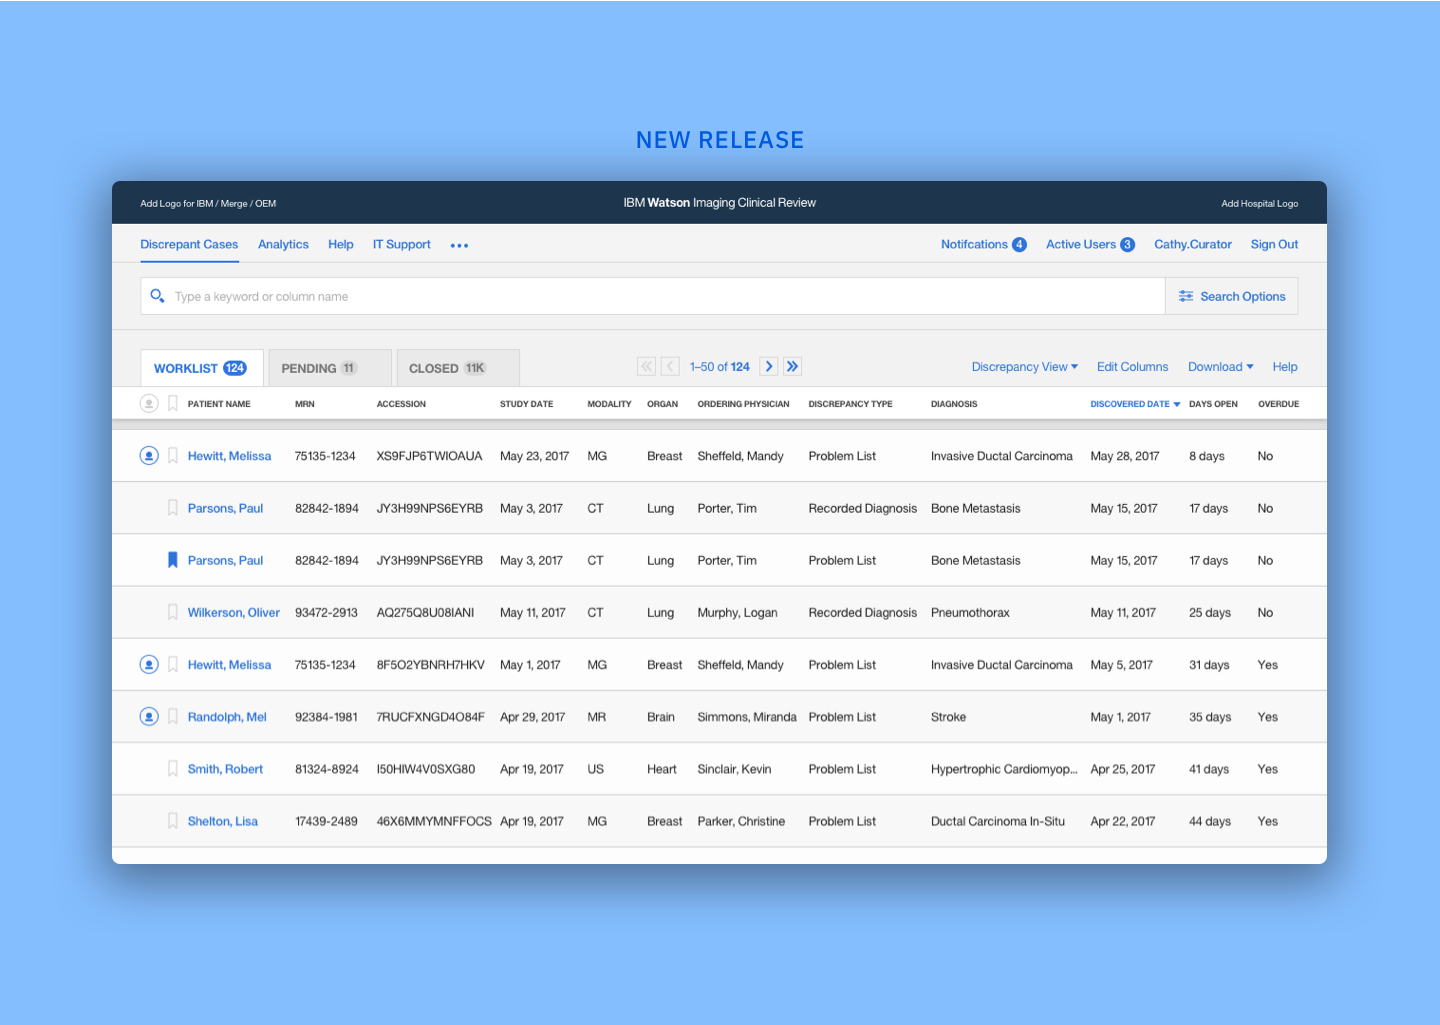 NEW RELEASE
Add Logo for IBM / Merge / OEM IBM Watson Imaging Clinical Review Add Hospital Logo
Discrepant Cases Analytics Help IT Support ••• Notifcations 4 Active Users 3 Cathy.Curator Sign Out
Type a keyword or column name Search Options
WORKLIST 124 PENDING 11 CLOSED 11K 1–50 of 124 Discrepancy View Edit Columns Download Help
PATIENT NAME MRN ACCESSION STUDY DATE MODALITY ORGAN ORDERING PHYSICIAN DISCREPANCY TYPE DIAGNOSIS DISCOVERED DATE DAYS OPEN OVERDUE
Hewitt, Melissa 75135-1234 XS9FJP6TWIOAUA May 23, 2017 MG Breast Sheffeld, Mandy Problem List Invasive Ductal Carcinoma May 28, 2017 8 days No
Parsons, Paul 82842-1894 JY3H99NPS6EYRB May 3, 2017 CT Lung Porter, Tim Recorded Diagnosis Bone Metastasis May 15, 2017 17 days No
Parsons, Paul 82842-1894 JY3H99NPS6EYRB May 3, 2017 CT Lung Porter, Tim Problem List Bone Metastasis May 15, 2017 17 days No
Wilkerson, Oliver 93472-2913 AQ275Q8U08IANI May 11, 2017 CT Lung Murphy, Logan Recorded Diagnosis Pneumothorax May 11, 2017 25 days No
Hewitt, Melissa 75135-1234 8F5O2YBNRH7HKV May 1, 2017 MG Breast Sheffeld, Mandy Problem List Invasive Ductal Carcinoma May 5, 2017 31 days Yes
Randolph, Mel 92384-1981 7RUCFXNGD4O84F Apr 29, 2017 MR Brain Simmons, Miranda Problem List Stroke May 1, 2017 35 days Yes
Smith, Robert 81324-8924 I50HIW4V0SXG80 Apr 19, 2017 US Heart Sinclair, Kevin Problem List Hypertrophic Cardiomyop... Apr 25, 2017 41 days Yes
Shelton, Lisa 17439-2489 46X6MMYMNFFOCS Apr 19, 2017 MG Breast Parker, Christine Problem List Ductal Carcinoma In-Situ Apr 22, 2017 44 days Yes